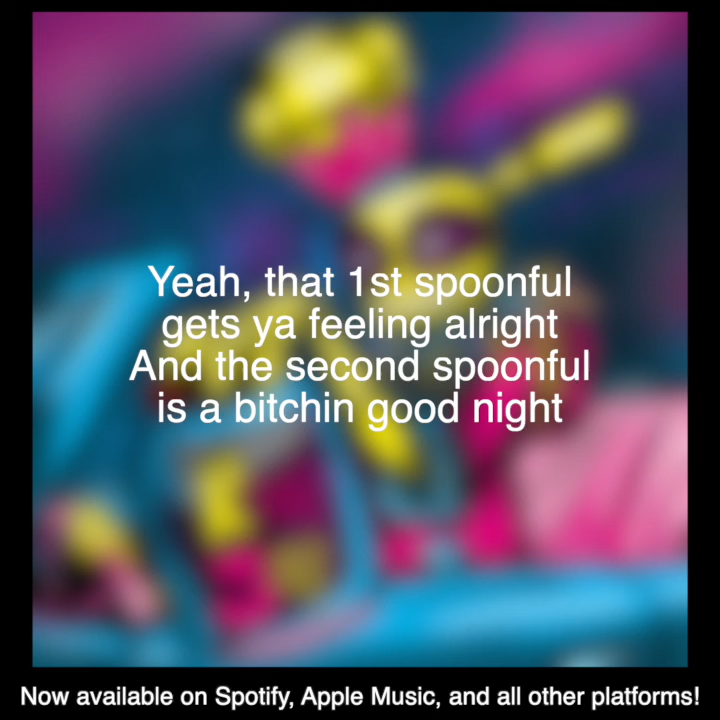 Yeah, that 1st spoonful
gets ya feeling alright
And the second spoonful
is a bitchin good night
Now available on Spotify, Apple Music, and all other platforms!